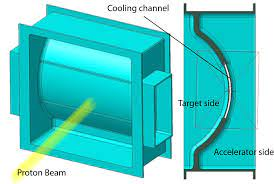 Cooling channel
Target side
Accelerator side
Proton Beam